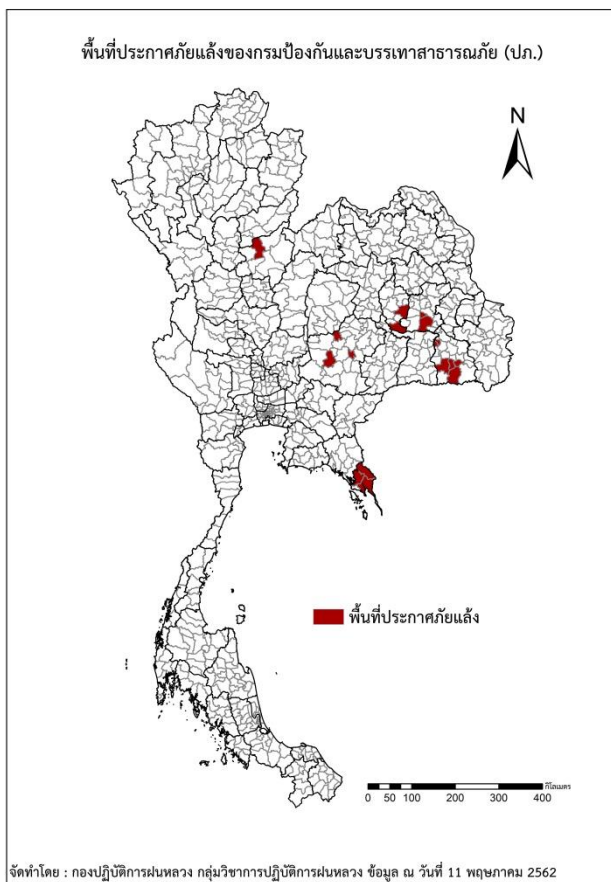 พื้นที่ประกาศภัยแล้งของกรมป้องกันและบรรเทาสาธารณภัย (ปภ.)
N
พื้นที่ประกาศภัยแล้ง
กิโลเมตร
0 50 100 200 300 400
จัดทำโดย : กองปฏิบัติการฝนหลวง กลุ่มวิชาการปฏิบัติการฝนหลวง ข้อมูล ณ วันที่ 11 พฤษภาคม 2562